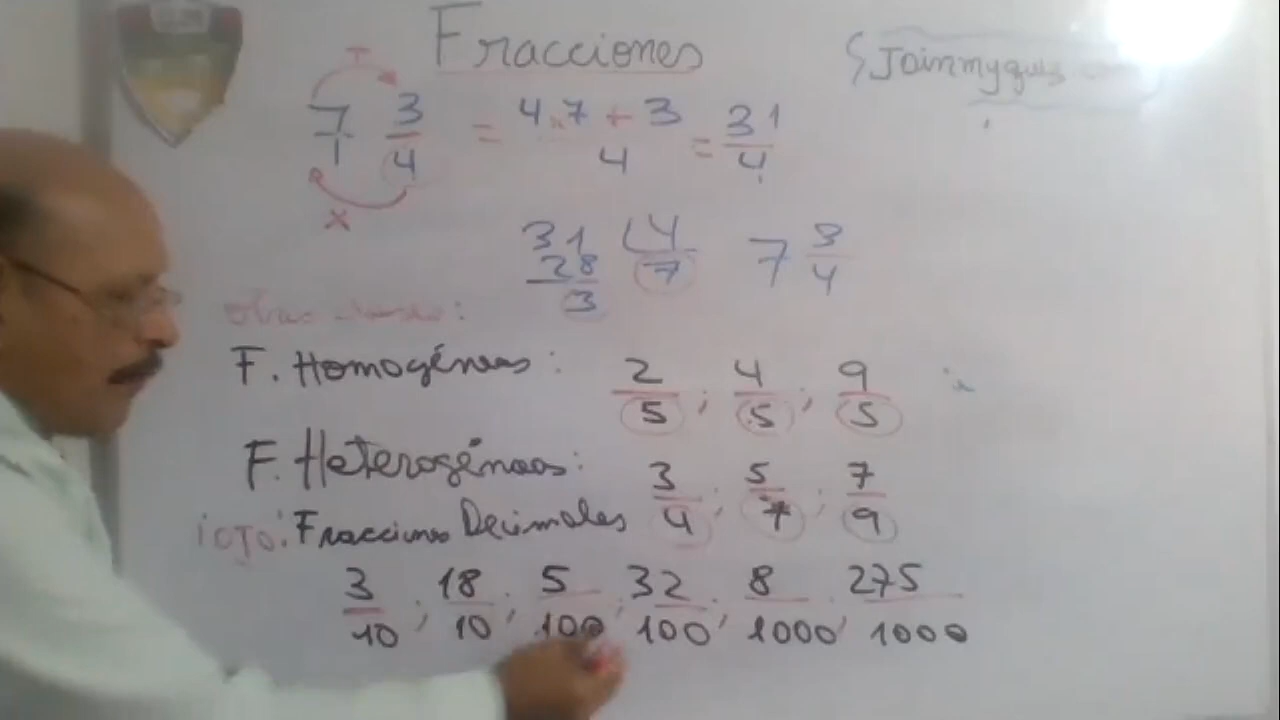 Fracciones
7/1 3/4 = 4x7 + 3/4 = 31/4
+
x
31 4
28 7
3
7 3/4
F. Homogéneas: 2/5 ; 4/5 ; 9/5
F. Heterogéneas: 3/4 ; 5/7 ; 7/9
¡OJO! Fracciones Decimales
3/10 ; 18/10 ; 5/100 ; 32/100 ; 8/1000 ; 275/1000